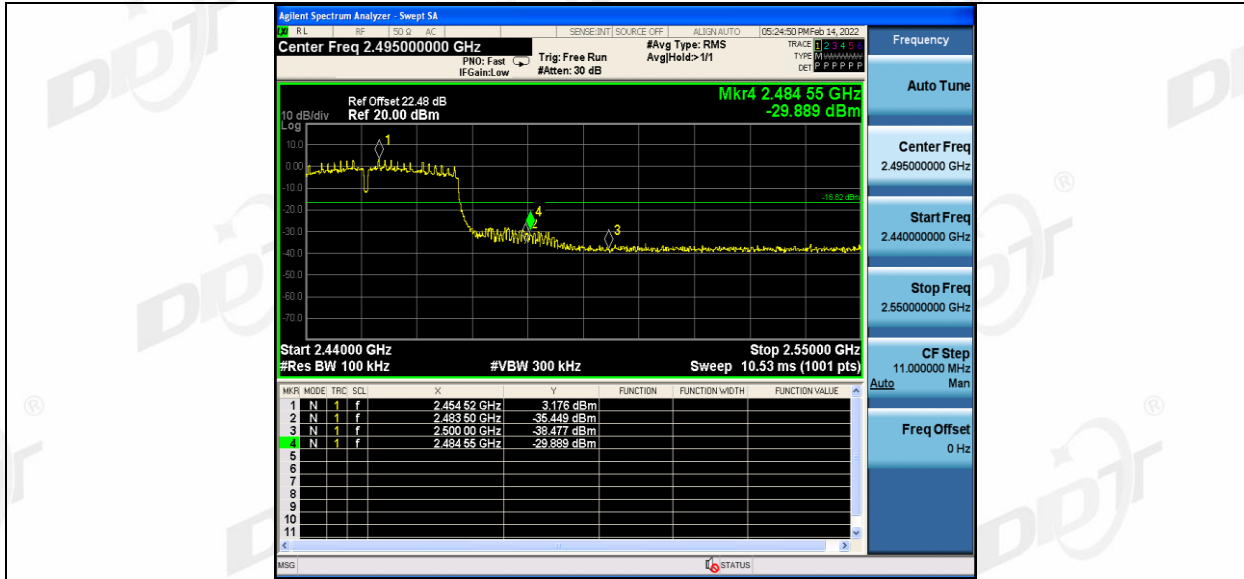 Agilent Spectrum Analyzer - Swept SA
RL RF 50 Ω AC SENSE:INT SOURCE OFF ALIGN AUTO 05:24:50 PM Feb 14, 2022
Center Freq 2.495000000 GHz
PNO: Fast
IFGain:Low
Trig: Free Run
#Atten: 30 dB
#Avg Type: RMS
Avg|Hold:> 1/1
TRACE 1 2 3 4 5 6
TYPE M
DET P P P P P P
Ref Offset 22.48 dB
10 dB/div Ref 20.00 dBm
Log
Mkr4 2.484 55 GHz
-29.889 dBm
10.0
0.00
-10.0
-20.0
-30.0
-40.0
-50.0
-60.0
-70.0
1
-16.82 dBm
4
2
3
Start 2.44000 GHz Stop 2.55000 GHz
#Res BW 100 kHz #VBW 300 kHz Sweep 10.53 ms (1001 pts)
MKR MODE TRC SCL X Y FUNCTION FUNCTION WIDTH FUNCTION VALUE
1 N 1 f 2.454 52 GHz 3.176 dBm
2 N 1 f 2.483 50 GHz -35.449 dBm
3 N 1 f 2.500 00 GHz -38.477 dBm
4 N 1 f 2.484 55 GHz -29.889 dBm
5
6
7
8
9
10
11
MSG STATUS
Frequency
Auto Tune
Center Freq
2.495000000 GHz
Start Freq
2.440000000 GHz
Stop Freq
2.550000000 GHz
CF Step
11.000000 MHz
Auto Man
Freq Offset
0 Hz
DDT
®